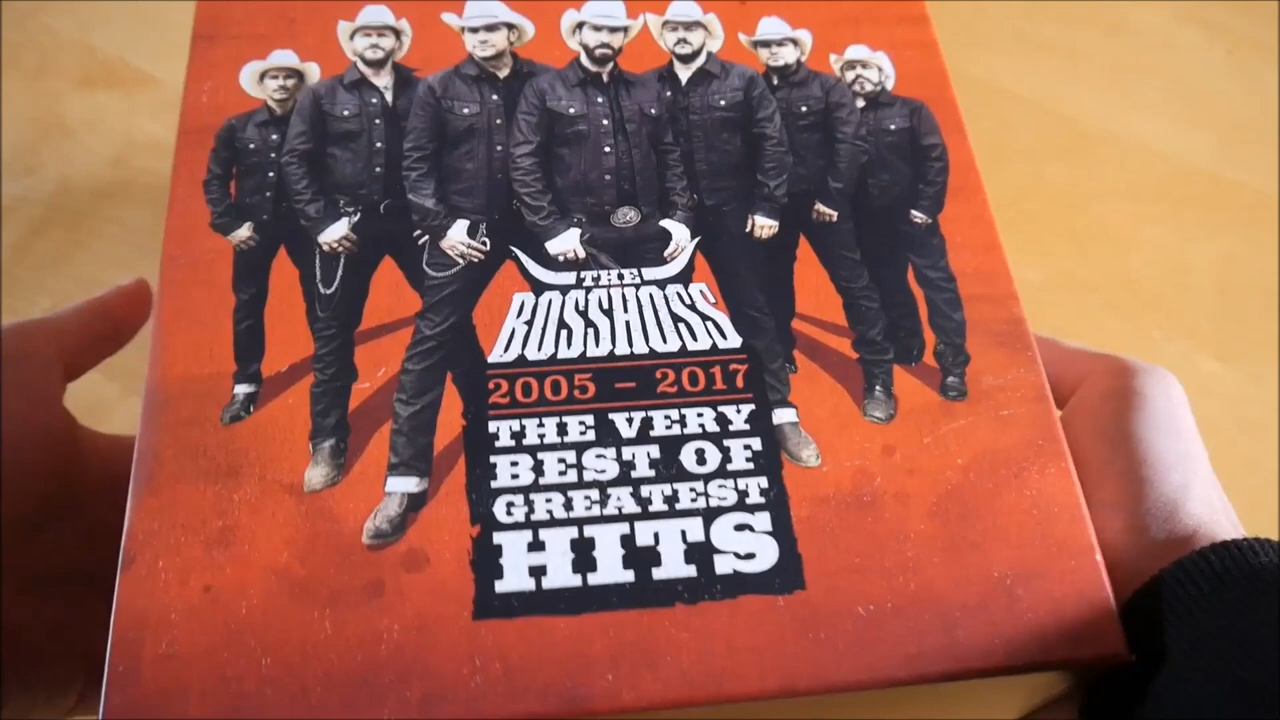 THE
BOSSHOSS
2005 – 2017
THE VERY
BEST OF
GREATEST
HITS